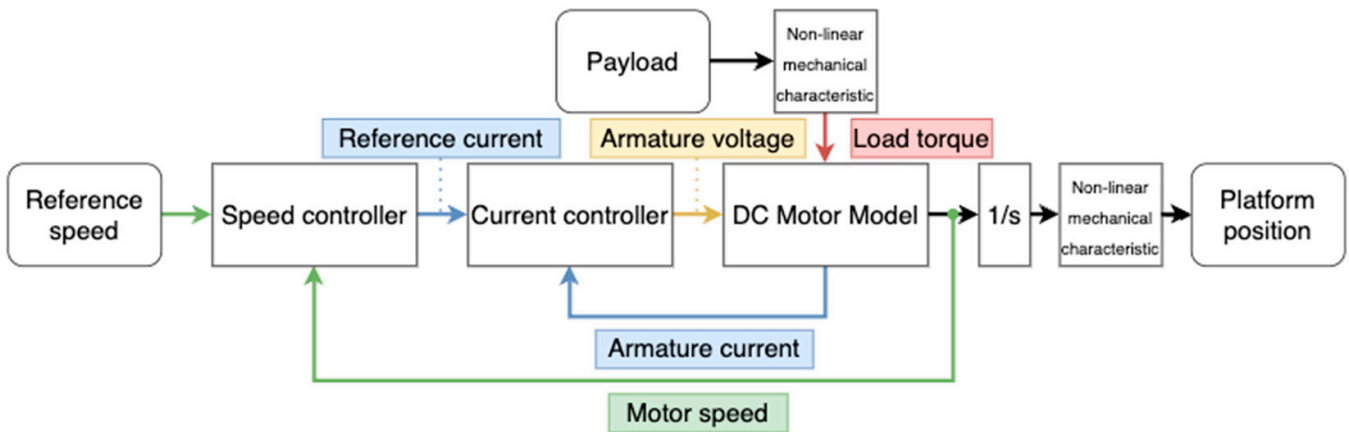 Payload
Non-linear
mechanical
characteristic
Reference current
Armature voltage
Load torque
Reference
speed
Speed controller
Current controller
DC Motor Model
1/s
Non-linear
mechanical
characteristic
Platform
position
Armature current
Motor speed